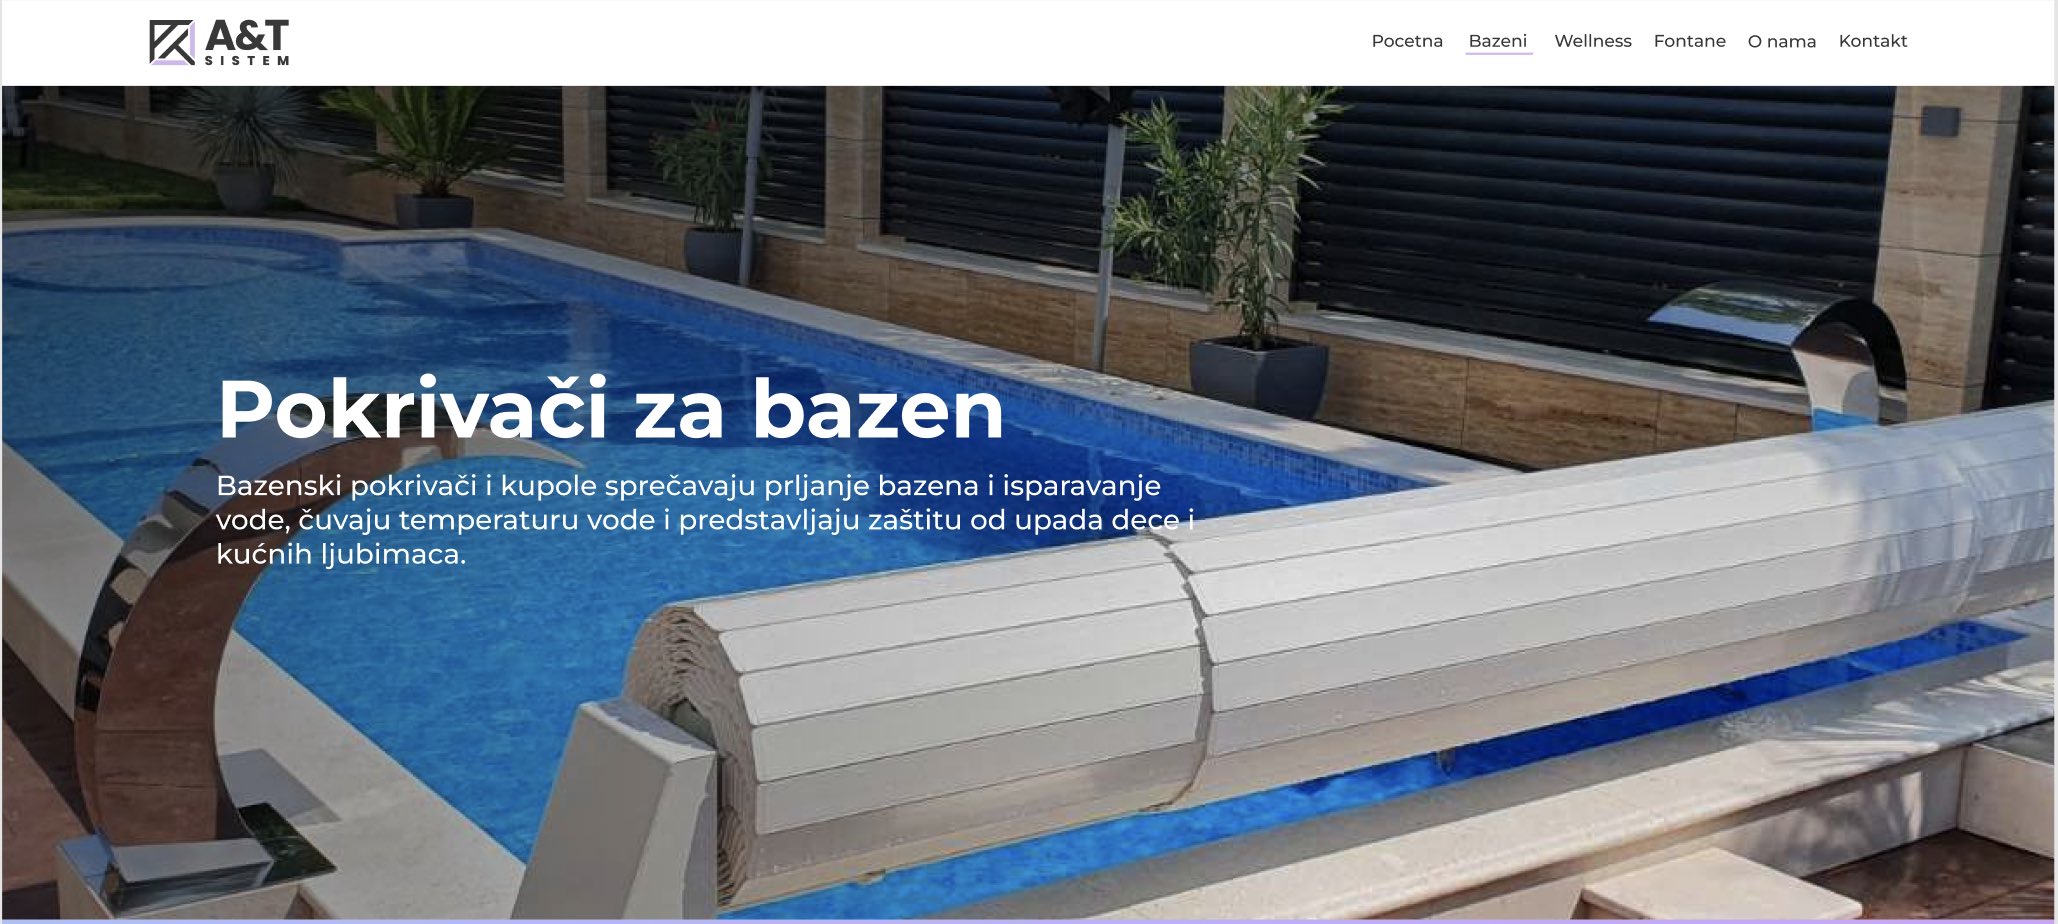 A&T
SISTEM
Pocetna Bazeni Wellness Fontane O nama Kontakt
Pokrivači za bazen
Bazenski pokrivači i kupole sprečavaju prljanje bazena i isparavanje
vode, čuvaju temperaturu vode i predstavljaju zaštitu od upada dece i
kućnih ljubimaca.